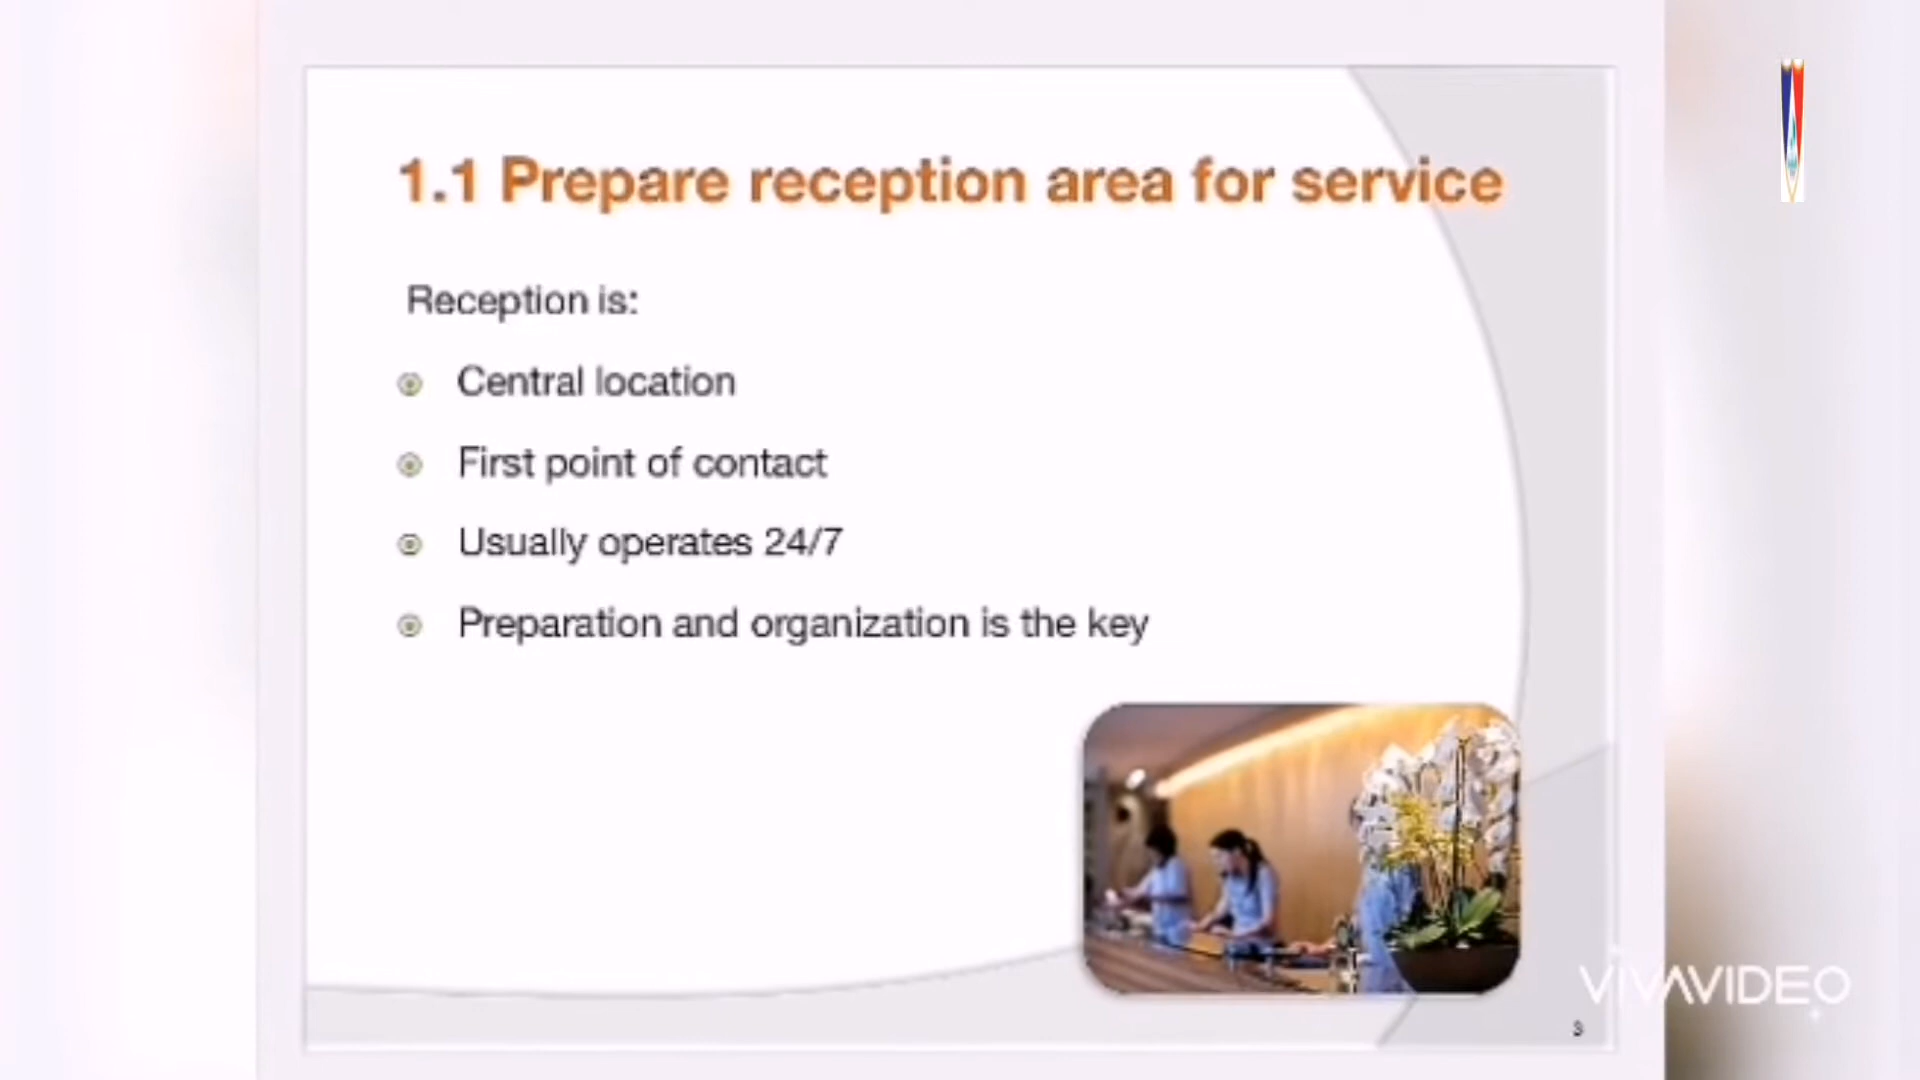 1.1 Prepare reception area for service
Reception is:
Central location
First point of contact
Usually operates 24/7
Preparation and organization is the key
VIVAVIDEO
3